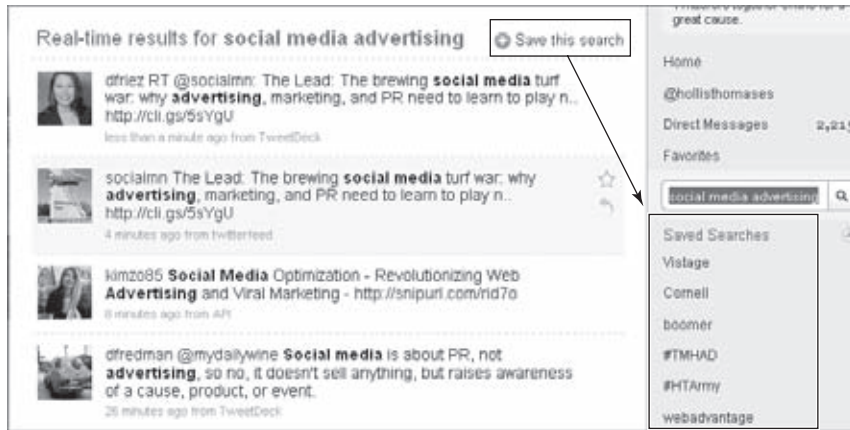 great cause.
Real-time results for social media advertising
Save this search
dfriez RT @socialmn: The Lead: The brewing social media turf
war: why advertising, marketing, and PR need to learn to play n..
http://cli.gs/5sYgU
less than a minute ago from TweetDeck
socialmn The Lead: The brewing social media turf war: why
advertising, marketing, and PR need to learn to play n..
http://cli.gs/5sYgU
4 minutes ago from twitterfeed
kimzo85 Social Media Optimization - Revolutionizing Web
Advertising and Viral Marketing - http://snipurl.com/rid7o
8 minutes ago from API
dfredman @mydailywine Social media is about PR, not
advertising, so no, it doesn't sell anything, but raises awareness
of a cause, product, or event.
26 minutes ago from TweetDeck
Home
@hollisthomases
Direct Messages 2,215
Favorites
social media advertising
Saved Searches
Vistage
Cornell
boomer
#TMHAD
#HTArmy
webadvantage